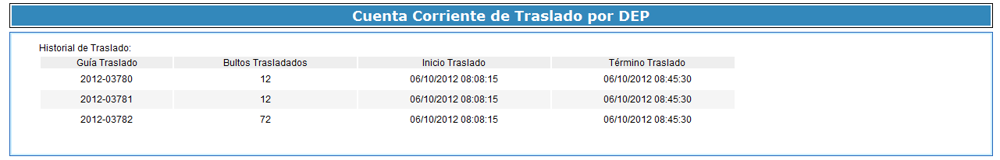 Cuenta Corriente de Traslado por DEP
Historial de Traslado:
Guía Traslado Bultos Trasladados Inicio Traslado Término Traslado
2012-03780 12 06/10/2012 08:08:15 06/10/2012 08:45:30
2012-03781 12 06/10/2012 08:08:15 06/10/2012 08:45:30
2012-03782 72 06/10/2012 08:08:15 06/10/2012 08:45:30